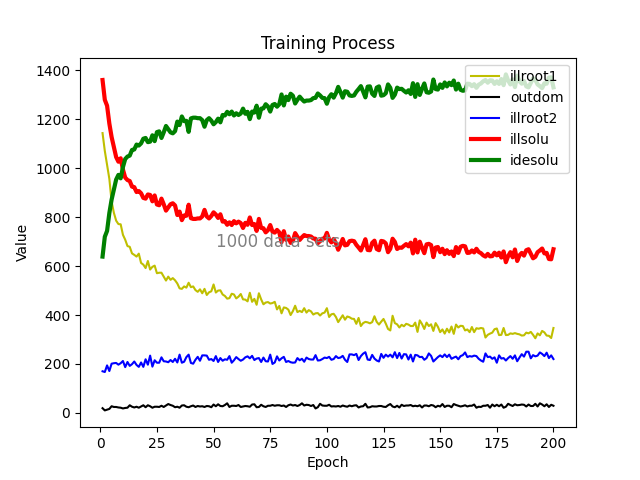 Training Process
1400
1200
1000
800
600
400
200
0
Value
0
25
50
75
100
125
150
175
200
Epoch
illroot1
outdom
illroot2
illsolu
idesolu
1000 data sets